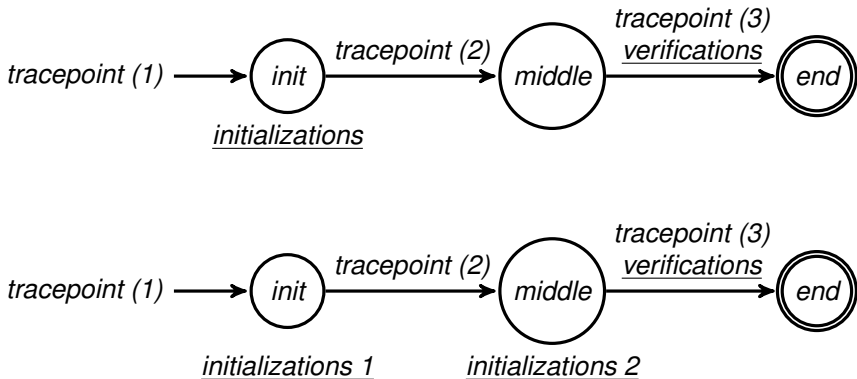 tracepoint (3)
tracepoint (1)
init
tracepoint (2)
middle
verifications
end
initializations
tracepoint (3)
tracepoint (1)
init
tracepoint (2)
middle
verifications
end
initializations 1
initializations 2